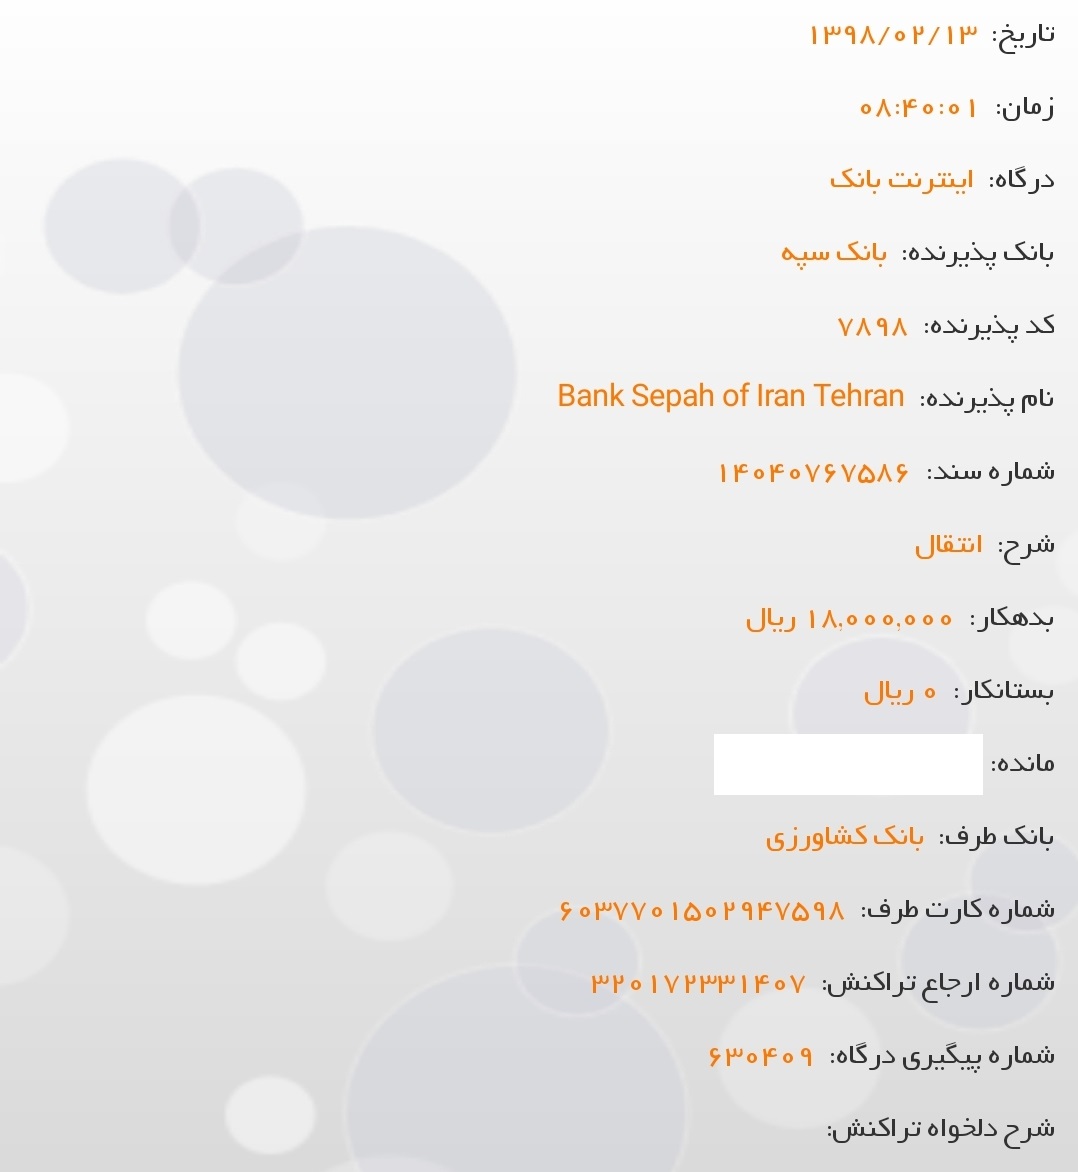 تاریخ: ۱۳۹۸/۰۲/۱۳
زمان: ۰۸:۴۰:۰۱
درگاه: اینترنت بانک
بانک پذیرنده: بانک سپه
کد پذیرنده: ۷۸۹۸
نام پذیرنده: Bank Sepah of Iran Tehran
شماره سند: ۱۴۰۴۰۷۶۷۵۸۶
شرح: انتقال
بدهکار: ۱۸,۰۰۰,۰۰۰ ریال
بستانکار: ۰ ریال
مانده:
بانک طرف: بانک کشاورزی
شماره کارت طرف: ۶۰۳۷۷۰۱۵۰۲۹۴۷۵۹۸
شماره ارجاع تراکنش: ۳۲۰۱۷۲۳۳۱۴۰۷
شماره پیگیری درگاه: ۶۳۰۴۰۹
شرح دلخواه تراکنش: